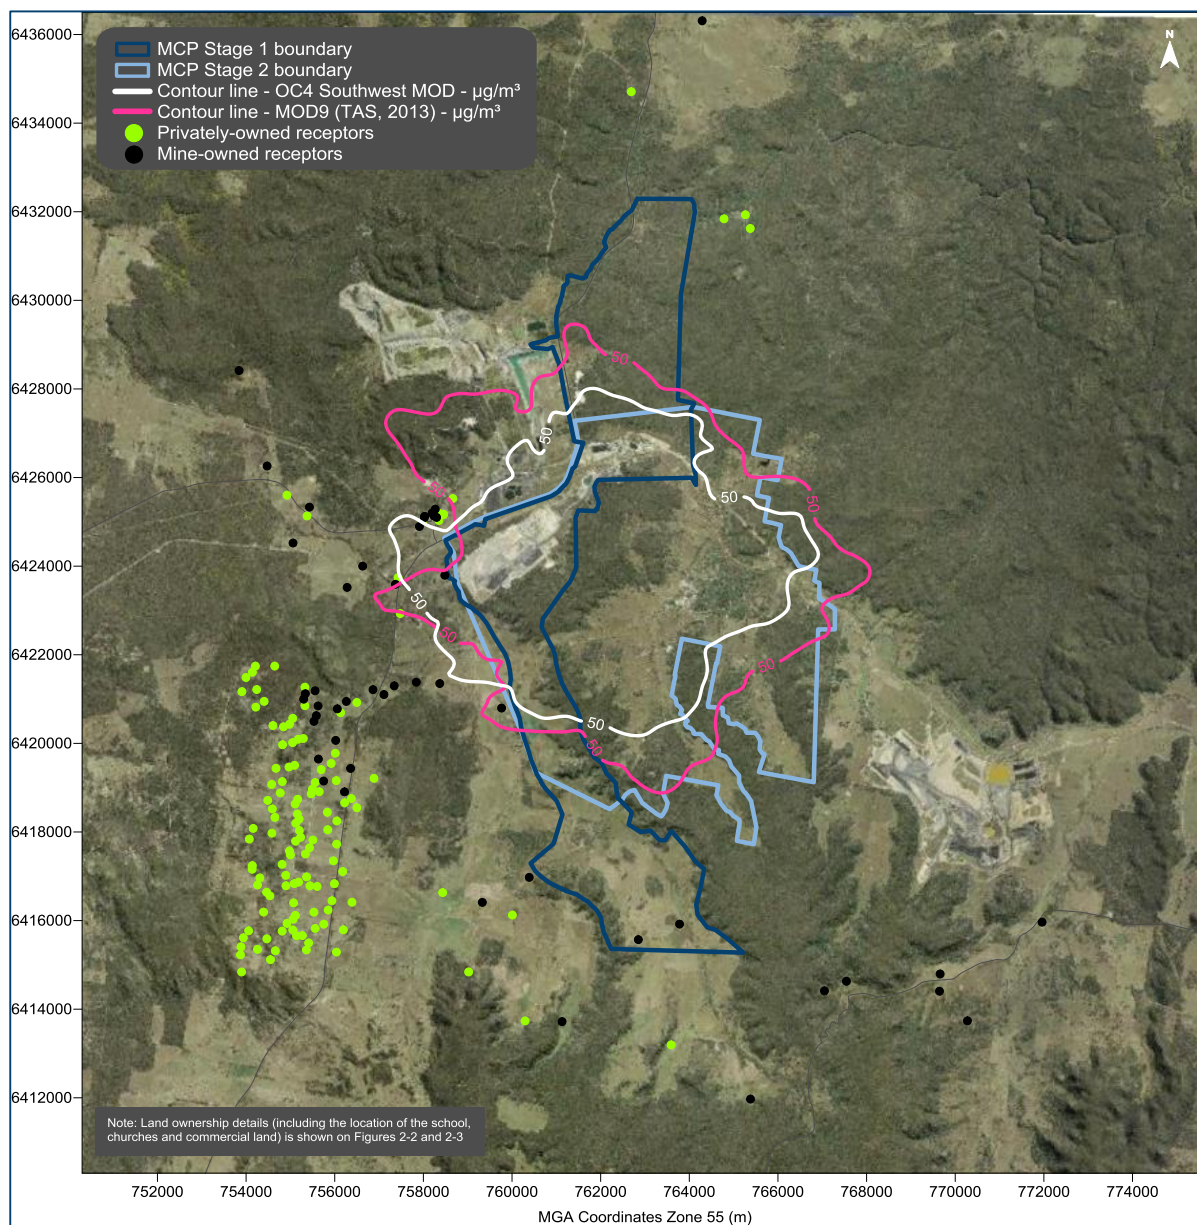 MCP Stage 1 boundary
MCP Stage 2 boundary
Contour line - OC4 Southwest MOD - µg/m³
Contour line - MOD9 (TAS, 2013) - µg/m³
Privately-owned receptors
Mine-owned receptors
N
6436000
6434000
6432000
6430000
6428000
6426000
6424000
6422000
6420000
6418000
6416000
6414000
6412000
50
50
50
50
50
50
50
50
50
50
Note: Land ownership details (including the location of the school,
churches and commercial land) is shown on Figures 2-2 and 2-3
752000 754000 756000 758000 760000 762000 764000 766000 768000 770000 772000 774000
MGA Coordinates Zone 55 (m)